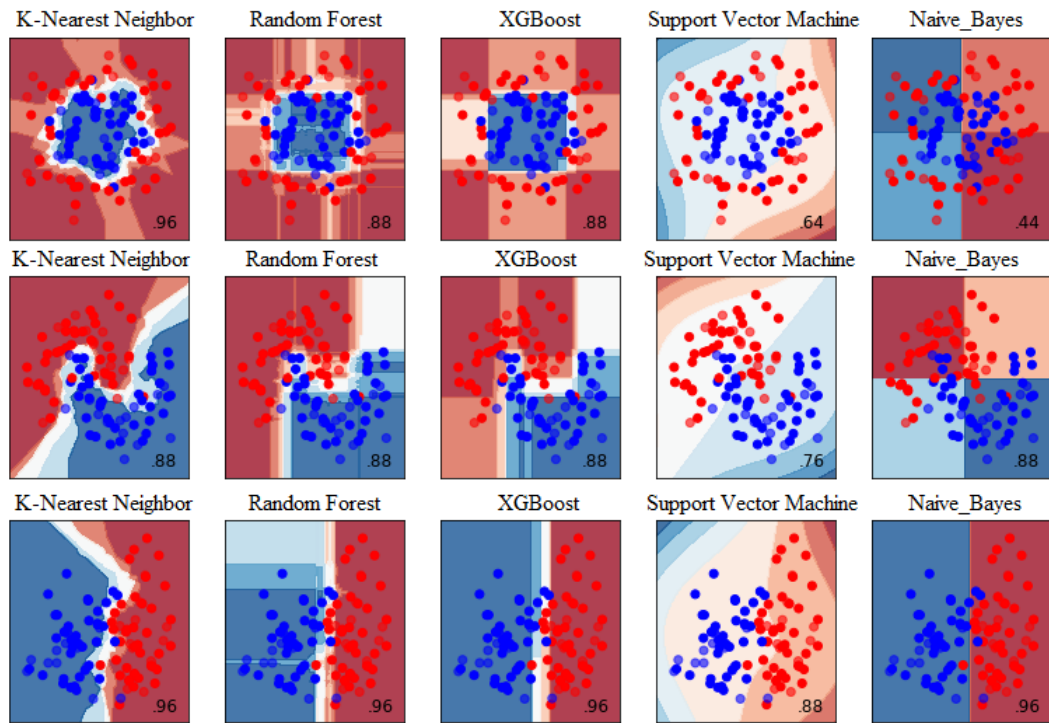 K-Nearest Neighbor Random Forest XGBoost Support Vector Machine Naive_Bayes
.96 .88 .88 .64 .44
K-Nearest Neighbor Random Forest XGBoost Support Vector Machine Naive_Bayes
.88 .88 .88 .76 .88
K-Nearest Neighbor Random Forest XGBoost Support Vector Machine Naive_Bayes
.96 .96 .96 .88 .96